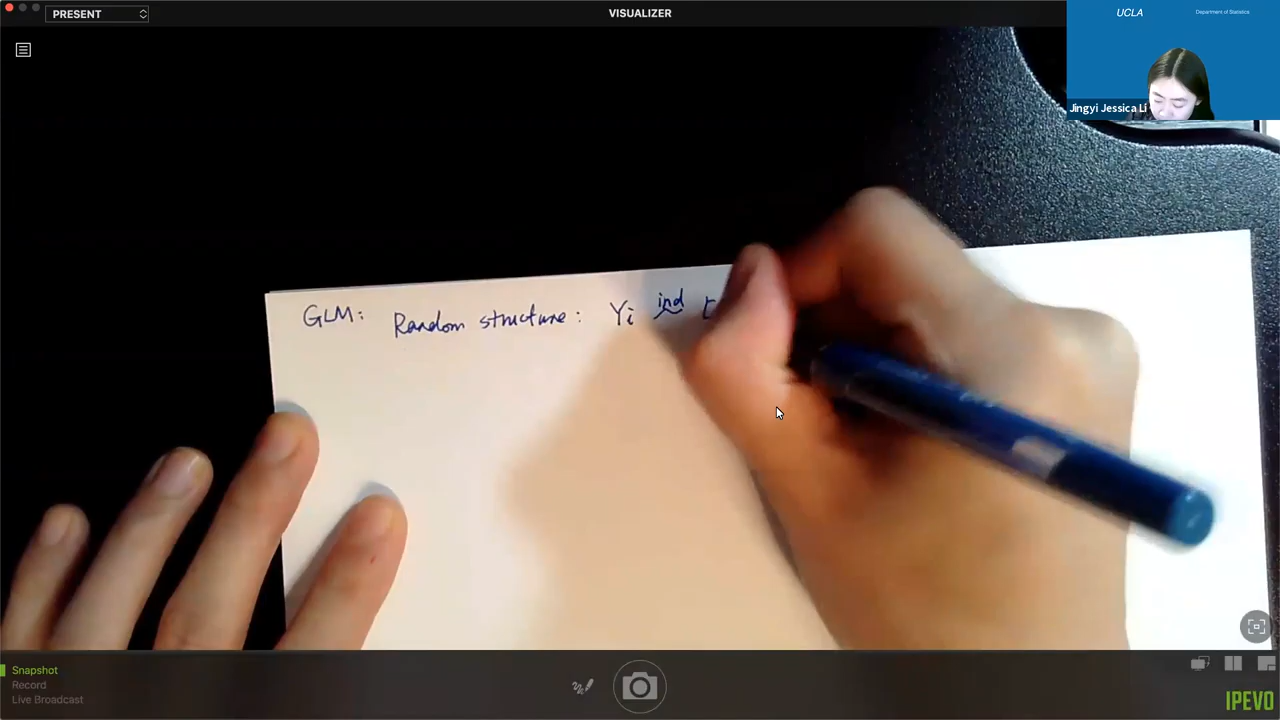 PRESENT
VISUALIZER
UCLA
Department of Statistics
Jingyi Jessica Li
GLM: Random structure: Yi ind ~
Snapshot
Record
Live Broadcast
IPEVO